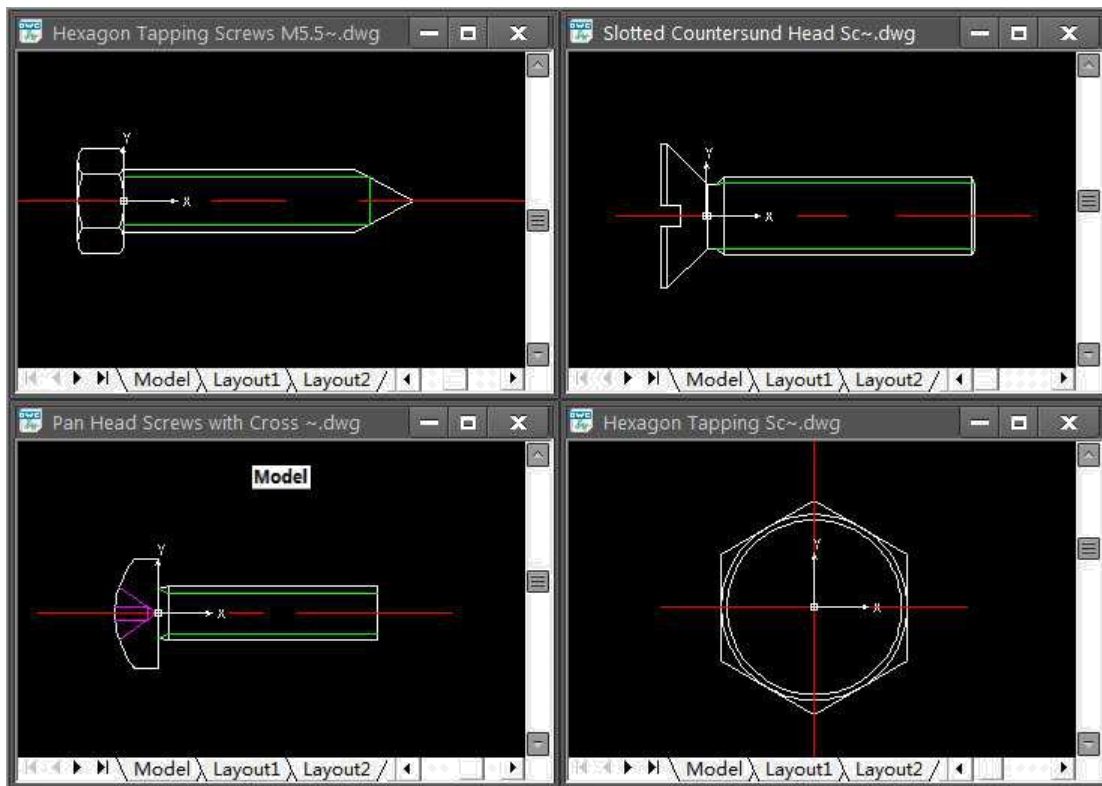 Hexagon Tapping Screws M5.5~.dwg
Y
X
Model Layout1 Layout2
Slotted Countersund Head Sc~.dwg
Y
X
Model Layout1 Layout2
Pan Head Screws with Cross ~.dwg
Model
Y
X
Model Layout1 Layout2
Hexagon Tapping Sc~.dwg
Y
X
Model Layout1 Layout2